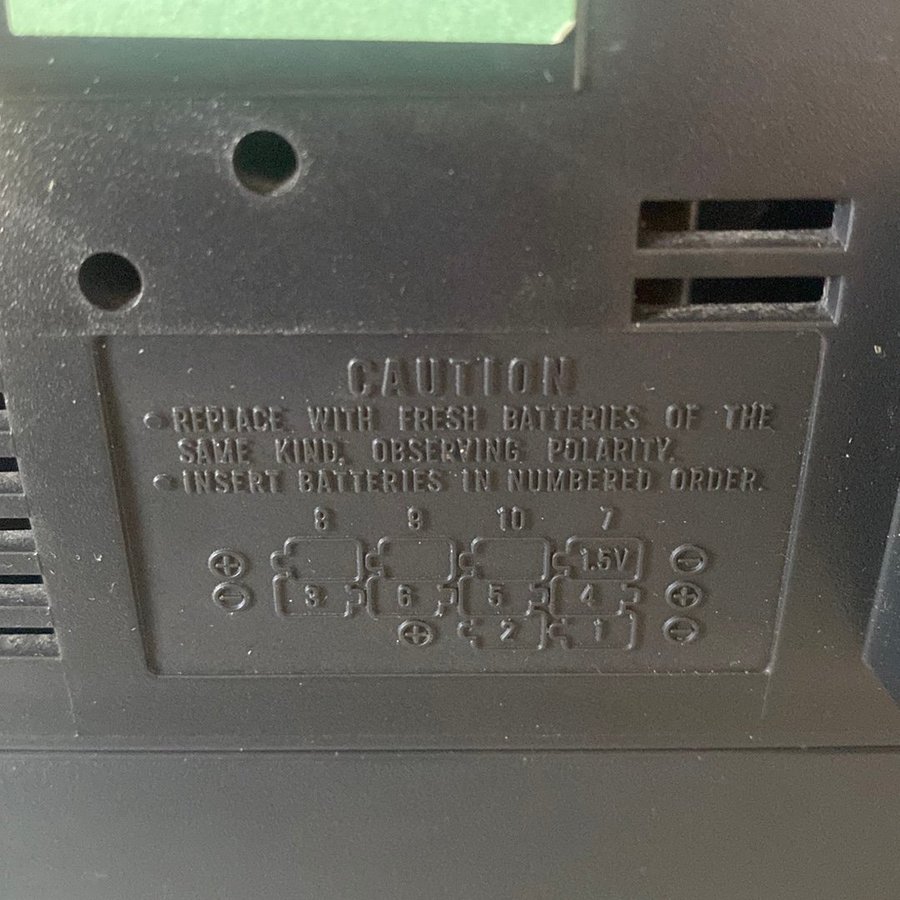 CAUTION
• REPLACE WITH FRESH BATTERIES OF THE
SAME KIND, OBSERVING POLARITY.
• INSERT BATTERIES IN NUMBERED ORDER.
8 9 10 7
⊕ 1.5V ⊖
⊖ 3 6 5 4 ⊕
⊕ 2 1 ⊖